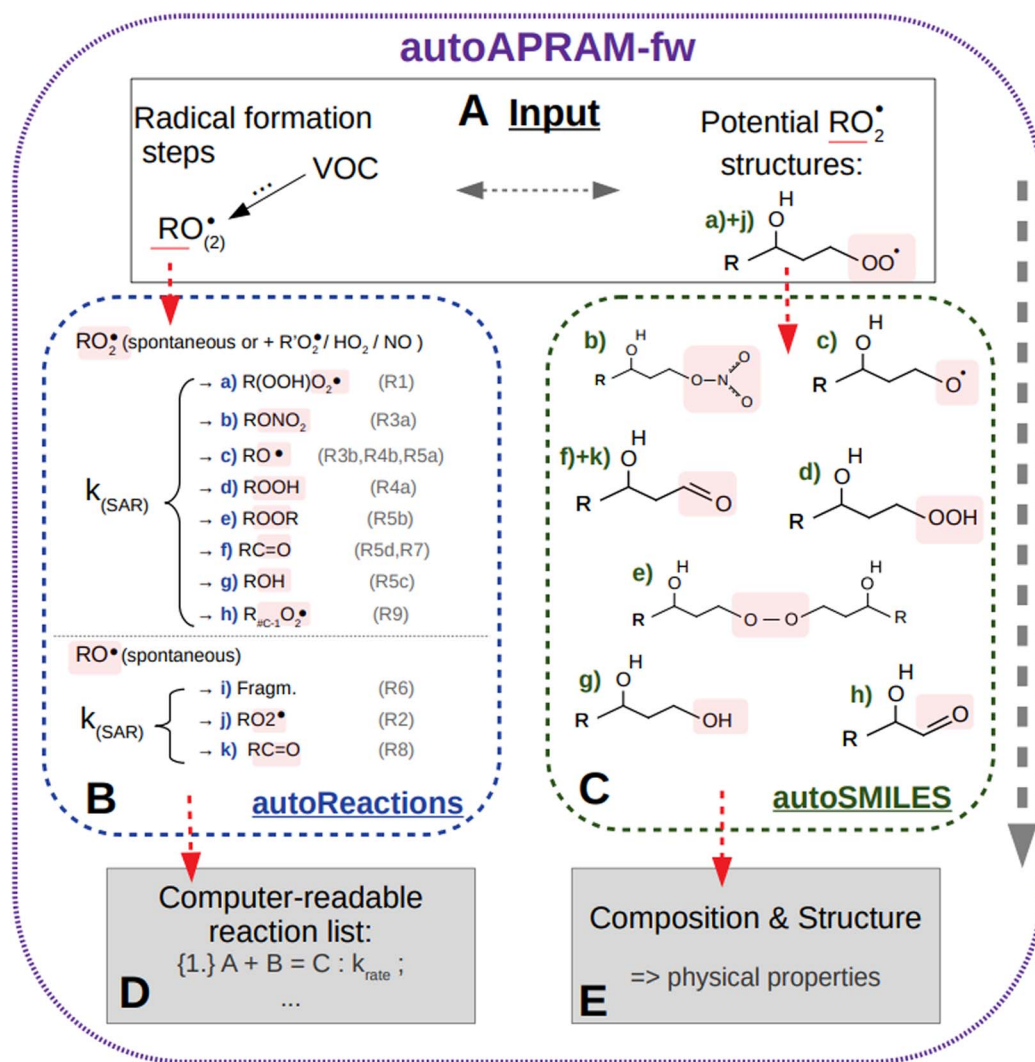 autoAPRAM-fw
A Input
Radical formation
steps
VOC
...
RO•(2)
Potential RO2•
structures:
a)+j)
H
O
R
OO•
RO2• (spontaneous or + R'O2•/ HO2 / NO )
k(SAR)
→ a) R(OOH)O2• (R1)
→ b) RONO2 (R3a)
→ c) RO• (R3b,R4b,R5a)
→ d) ROOH (R4a)
→ e) ROOR (R5b)
→ f) RC=O (R5d,R7)
→ g) ROH (R5c)
→ h) R#C-1O2• (R9)
RO• (spontaneous)
k(SAR)
→ i) Fragm. (R6)
→ j) RO2• (R2)
→ k) RC=O (R8)
B
autoReactions
b)
H
O
R
O–N
O
O
c)
H
O
R
O•
f)+k)
H
O
R
O
d)
H
O
R
OOH
e)
H
O
R
O – O
H
O
R
g)
H
O
R
OH
h)
H
O
R
O
C
autoSMILES
Computer-readable
reaction list:
{1.} A + B = C : krate ;
...
D
Composition & Structure
=> physical properties
E